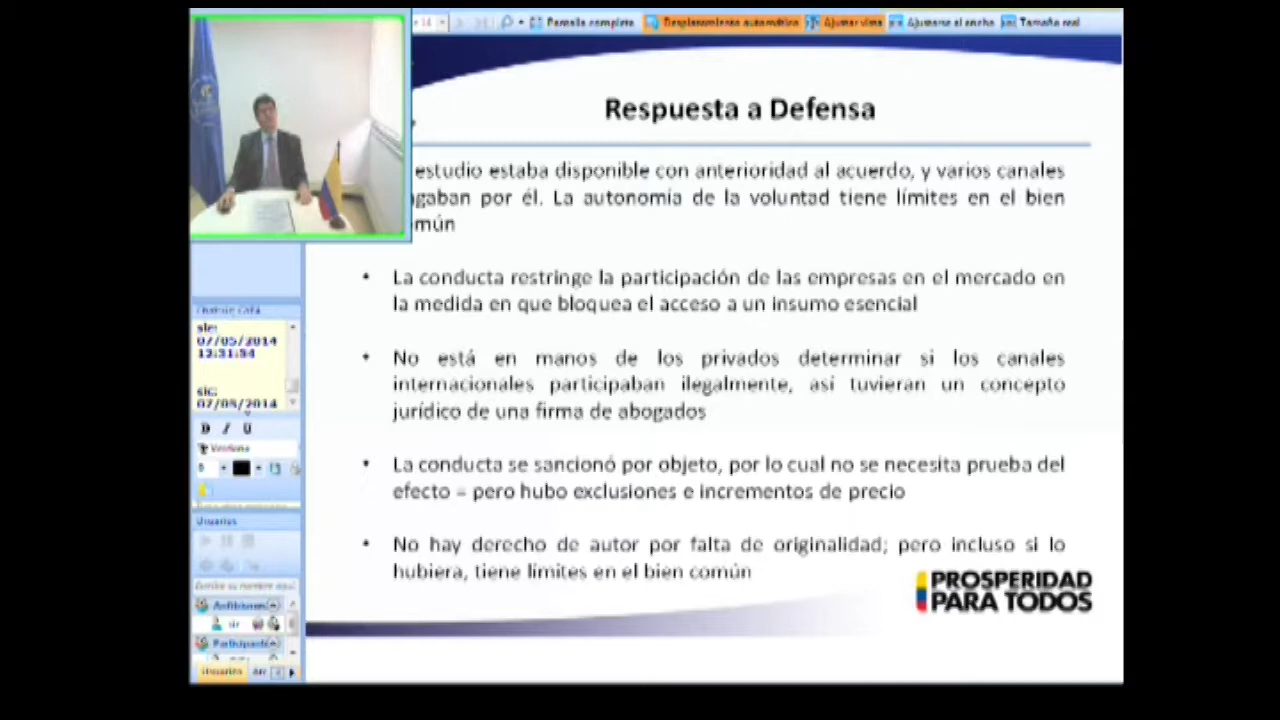 Pantalla completa Desplazamiento automático Ajustar vista Ajustarse al ancho Tamaño real
Respuesta a Defensa
estudio estaba disponible con anterioridad al acuerdo, y varios canales
gaban por él. La autonomía de la voluntad tiene límites en el bien
mún
• La conducta restringe la participación de las empresas en el mercado en
la medida en que bloquea el acceso a un insumo esencial
• No está en manos de los privados determinar si los canales
internacionales participaban ilegalmente, así tuvieran un concepto
jurídico de una firma de abogados
• La conducta se sancionó por objeto, por lo cual no se necesita prueba del
efecto – pero hubo exclusiones e incrementos de precio
• No hay derecho de autor por falta de originalidad; pero incluso si lo
hubiera, tiene límites en el bien común
PROSPERIDAD
PARA TODOS
sic:
07/05/2014
sic:
07/05/2014
Verdana
Usuarios
Usuarios